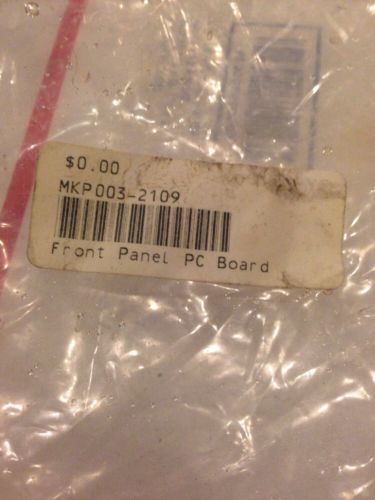 $0.00
MKP003-2109
Front Panel PC Board